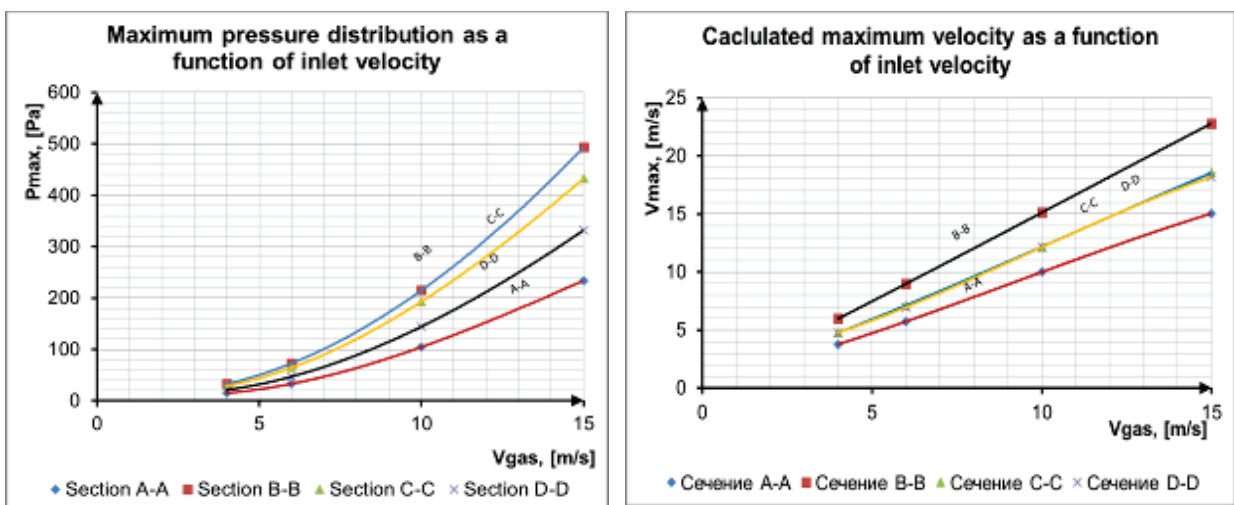 Maximum pressure distribution as a
function of inlet velocity
Pmax, [Pa]
600
500
400
300
200
100
0
0 5 10 15
B-B
C-C
D-D
A-A
Vgas, [m/s]
Section A-A Section B-B Section C-C Section D-D
Caclulated maximum velocity as a function
of inlet velocity
Vmax, [m/s]
25
20
15
10
5
0
0 5 10 15
B-B
A-A
C-C
D-D
Vgas, [m/s]
Сечение A-A Сечение B-B Сечение C-C Сечение D-D